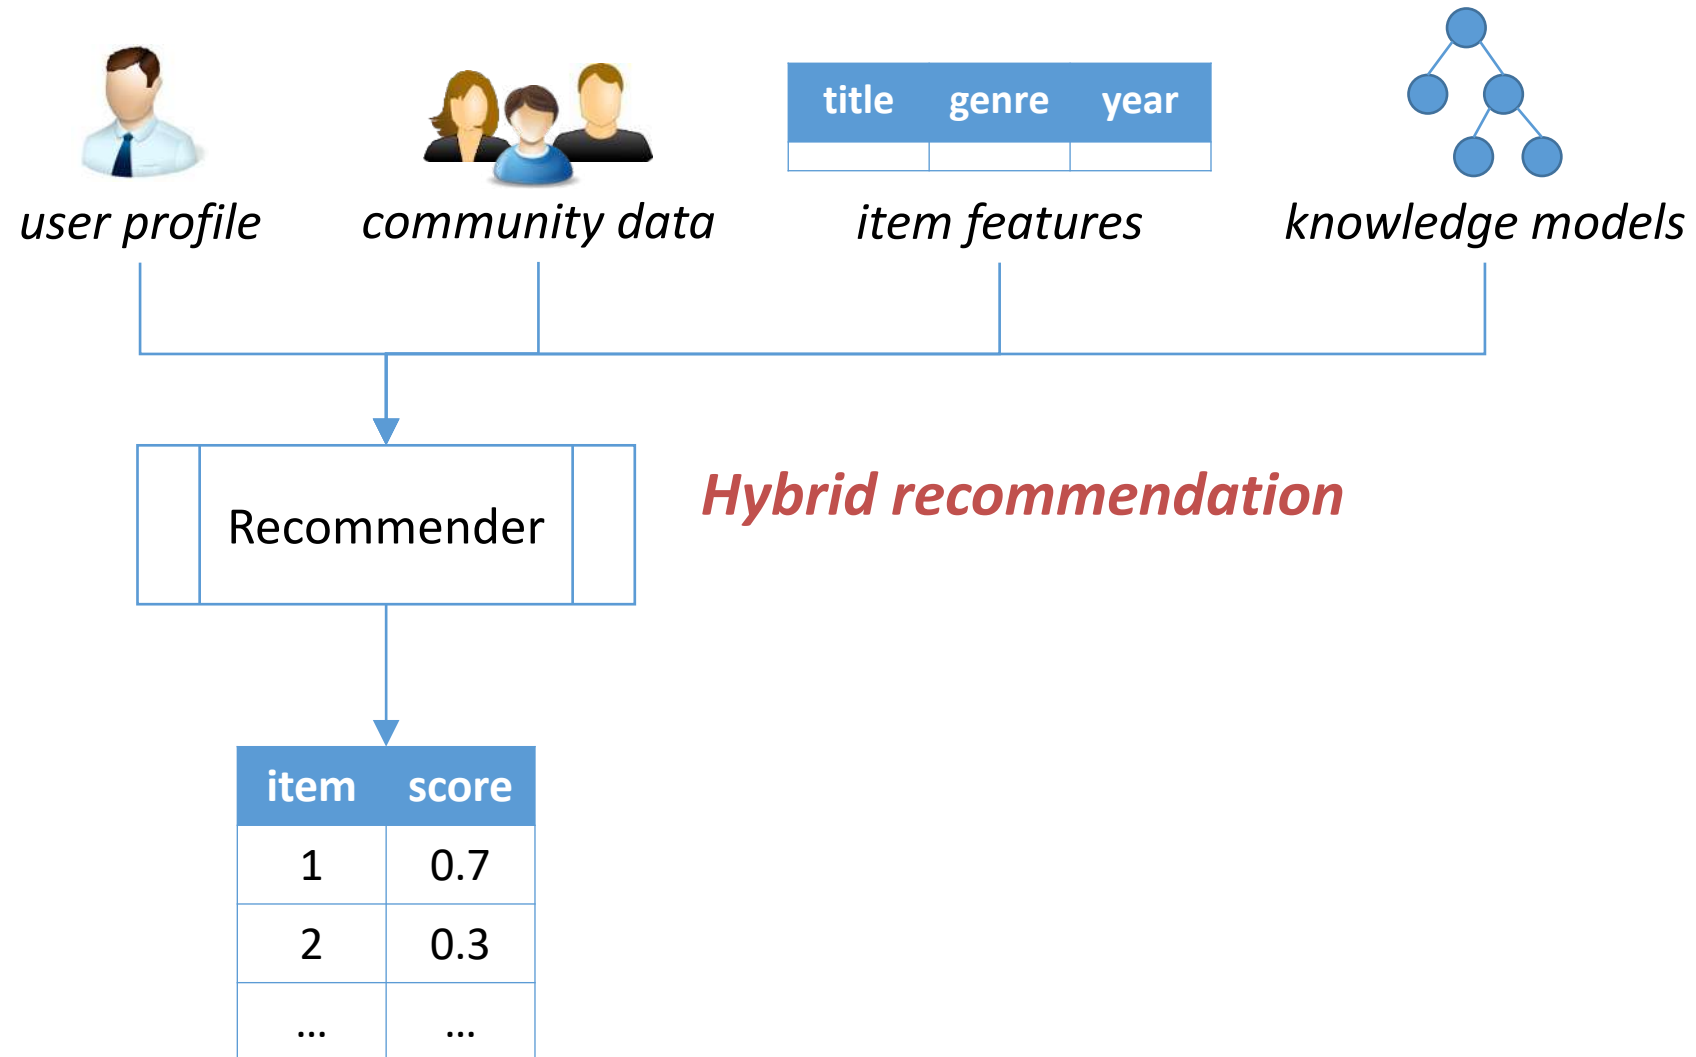 title genre year
user profile community data item features knowledge models
Hybrid recommendation
Recommender
item score
1 0.7
2 0.3
... ...